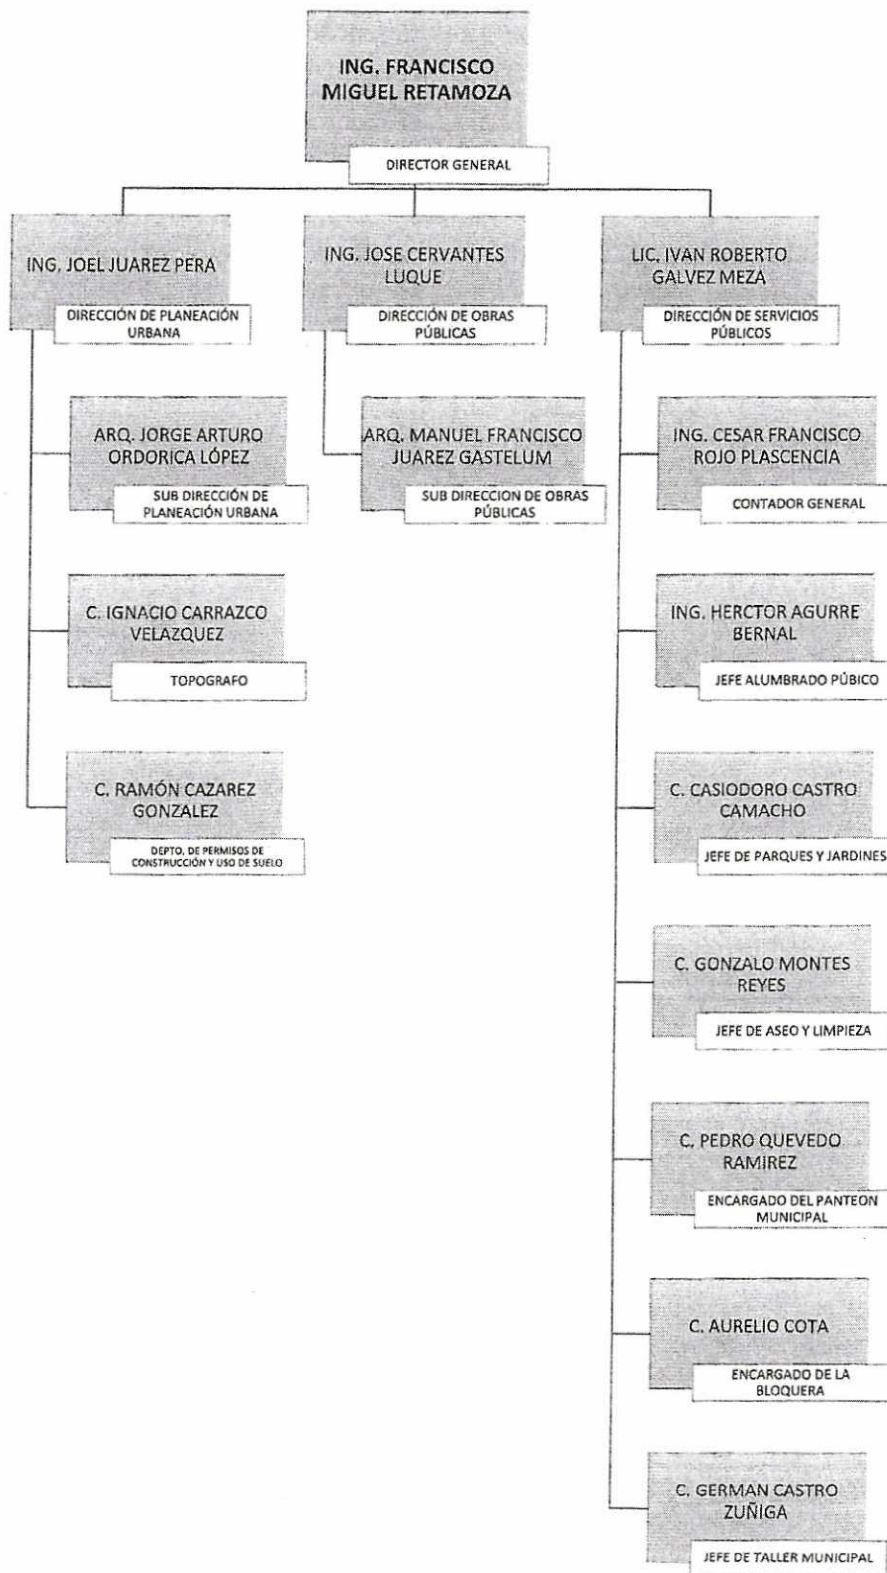 ING. FRANCISCO
MIGUEL RETAMOZA
DIRECTOR GENERAL
ING. JOEL JUAREZ PERA
DIRECCIÓN DE PLANEACIÓN
URBANA
ARQ. JORGE ARTURO
ORDORICA LÓPEZ
SUB DIRECCIÓN DE
PLANEACIÓN URBANA
C. IGNACIO CARRAZCO
VELAZQUEZ
TOPOGRAFO
C. RAMÓN CAZAREZ
GONZALEZ
DEPTO. DE PERMISOS DE
CONSTRUCCIÓN Y USO DE SUELO
ING. JOSE CERVANTES
LUQUE
DIRECCIÓN DE OBRAS
PÚBLICAS
ARQ. MANUEL FRANCISCO
JUAREZ GASTELUM
SUB DIRECCION DE OBRAS
PÚBLICAS
LIC. IVAN ROBERTO
GALVEZ MEZA
DIRECCIÓN DE SERVICIOS
PÚBLICOS
ING. CESAR FRANCISCO
ROJO PLASCENCIA
CONTADOR GENERAL
ING. HERCTOR AGURRE
BERNAL
JEFE ALUMBRADO PÚBICO
C. CASIODORO CASTRO
CAMACHO
JEFE DE PARQUES Y JARDINES
C. GONZALO MONTES
REYES
JEFE DE ASEO Y LIMPIEZA
C. PEDRO QUEVEDO
RAMIREZ
ENCARGADO DEL PANTEON
MUNICIPAL
C. AURELIO COTA
ENCARGADO DE LA
BLOQUERA
C. GERMAN CASTRO
ZUÑIGA
JEFE DE TALLER MUNICIPAL